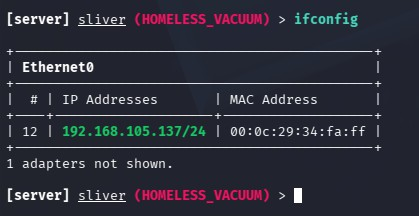 [server] sliver (HOMELESS_VACUUM) > ifconfig
+-------------------------------------------+
| Ethernet0                                 |
+-------------------------------------------+
|  # | IP Addresses       | MAC Address       |
+----+--------------------+-------------------+
| 12 | 192.168.105.137/24 | 00:0c:29:34:fa:ff |
+-------------------------------------------+
1 adapters not shown.
[server] sliver (HOMELESS_VACUUM) >